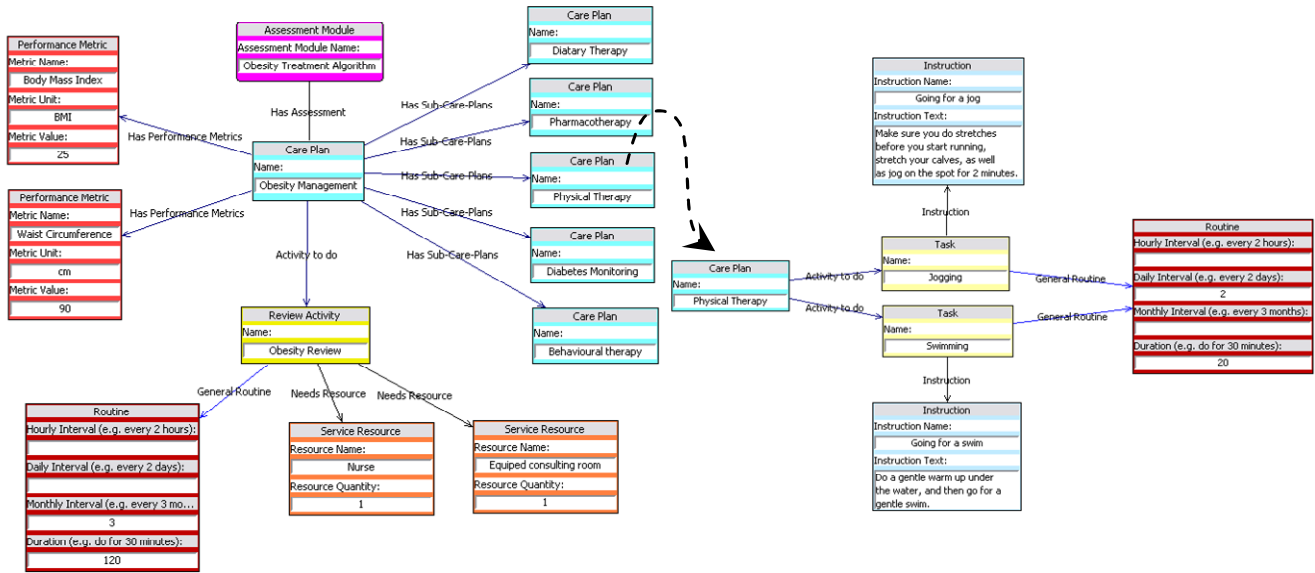 Performance Metric
Metric Name:
Body Mass Index
Metric Unit:
BMI
Metric Value:
25
Performance Metric
Metric Name:
Waist Circumference
Metric Unit:
cm
Metric Value:
90
Has Performance Metrics
Has Performance Metrics
Assessment Module
Assessment Module Name:
Obesity Treatment Algorithm
Has Assessment
Care Plan
Name:
Obesity Management
Has Sub-Care-Plans
Has Sub-Care-Plans
Has Sub-Care-Plans
Has Sub-Care-Plans
Has Sub-Care-Plans
Care Plan
Name:
Diatary Therapy
Care Plan
Name:
Pharmacotherapy
Care Plan
Name:
Physical Therapy
Care Plan
Name:
Diabetes Monitoring
Care Plan
Name:
Behavioural therapy
Activity to do
Review Activity
Name:
Obesity Review
General Routine
Needs Resource
Needs Resource
Routine
Hourly Interval (e.g. every 2 hours):
Daily Interval (e.g. every 2 days):
Monthly Interval (e.g. every 3 mo...
3
Duration (e.g. do for 30 minutes):
120
Service Resource
Resource Name:
Nurse
Resource Quantity:
1
Service Resource
Resource Name:
Equiped consulting room
Resource Quantity:
1
Care Plan
Name:
Physical Therapy
Activity to do
Activity to do
Instruction
Instruction Name:
Going for a jog
Instruction Text:
Make sure you do stretches
before you start running,
stretch your calves, as well
as jog on the spot for 2 minutes.
Instruction
Task
Name:
Jogging
Task
Name:
Swimming
General Routine
General Routine
Instruction
Instruction
Instruction Name:
Going for a swim
Instruction Text:
Do a gentle warm up under
the water, and then go for a
gentle swim.
Routine
Hourly Interval (e.g. every 2 hours):
Daily Interval (e.g. every 2 days):
2
Monthly Interval (e.g. every 3 months):
Duration (e.g. do for 30 minutes):
20